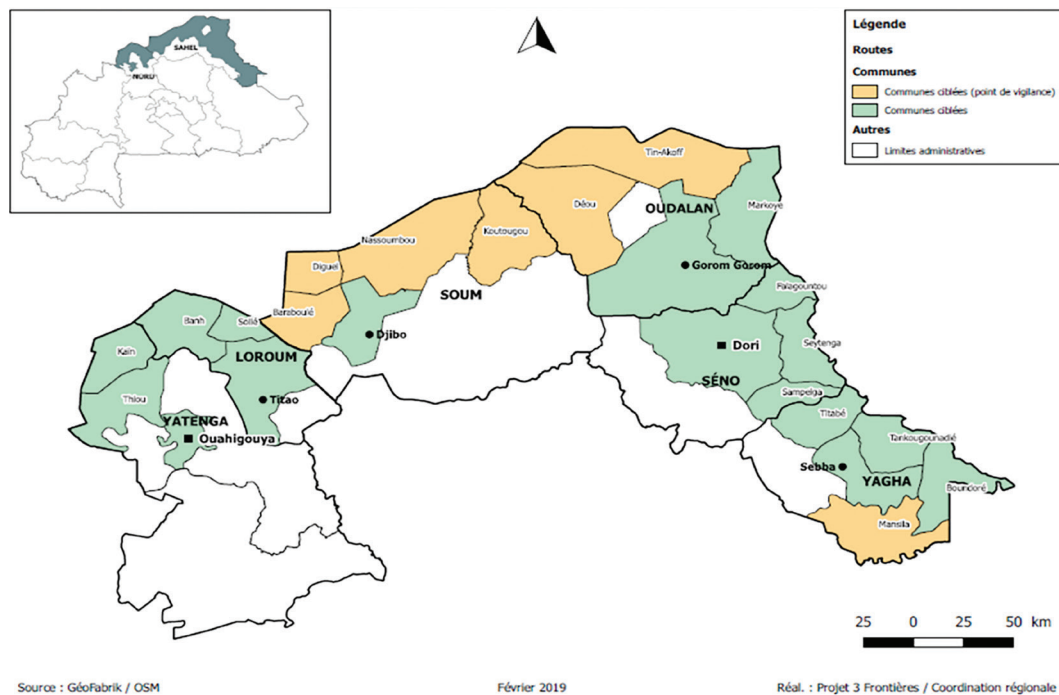 SAHEL
NORD
Légende
Routes
Communes
Communes ciblées (point de vigilance)
Communes ciblées
Autres
Limites administratives
Tin-Akoff
Déou
OUDALAN
Markoye
Nassoumbou
Koutougou
Diguel
Gorom Gorom
Falagountou
SOUM
Baraboulé
Banh
Sollé
Djibo
Dori
Seytenga
Kaïn
LOROUM
SÉNO
Sampelga
Thiou
Titao
Titabé
YATENGA
Ouahigouya
Tankougounadié
Sebba
YAGHA
Boundoré
Mansila
25 0 25 50 km
Source : GéoFabrik / OSM
Février 2019
Réal. : Projet 3 Frontières / Coordination régionale